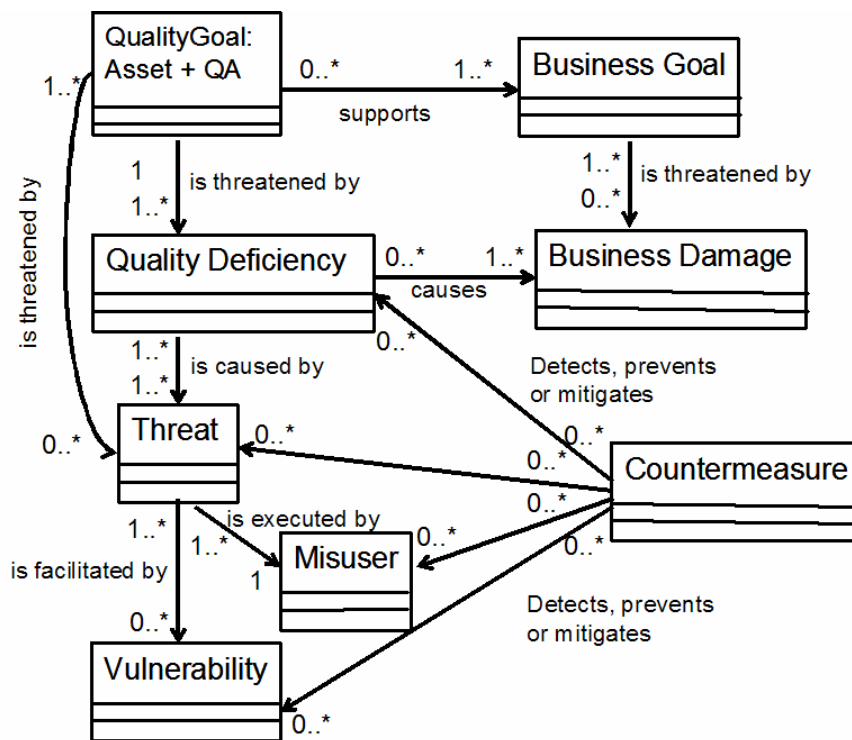 QualityGoal:
Asset + QA
Business Goal
1..*
0..*
1..*
supports
1
1..*
is threatened by
1..*
0..*
is threatened by
is threatened by
Quality Deficiency
0..*
1..*
causes
Business Damage
1..*
1..*
is caused by
0..*
Detects, prevents
or mitigates
Threat
0..*
0..*
0..*
0..*
Countermeasure
1..*
is executed by
1..*
0..*
0..*
0..*
is facilitated by
1
Misuser
0..*
Detects, prevents
or mitigates
Vulnerability
0..*